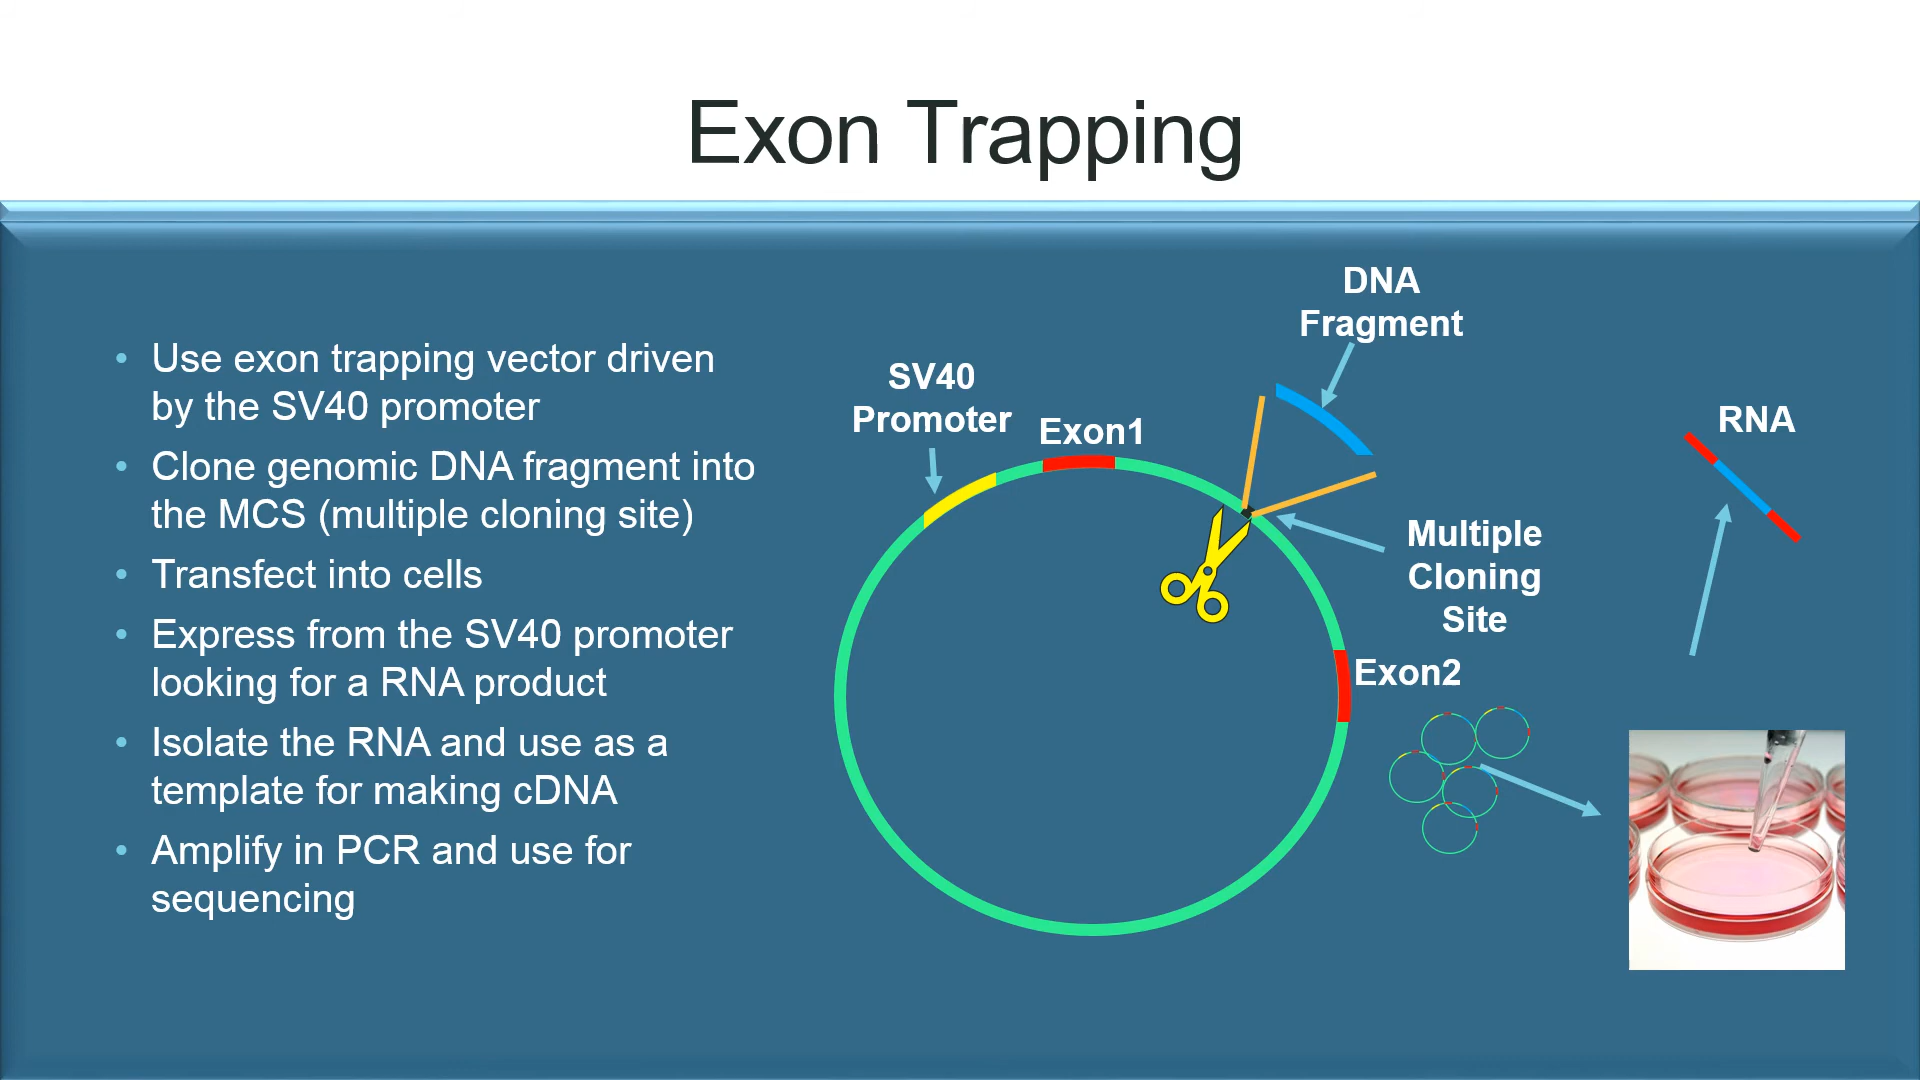 Exon Trapping
• Use exon trapping vector driven
by the SV40 promoter
• Clone genomic DNA fragment into
the MCS (multiple cloning site)
• Transfect into cells
• Express from the SV40 promoter
looking for a RNA product
• Isolate the RNA and use as a
template for making cDNA
• Amplify in PCR and use for
sequencing
DNA
Fragment
SV40
Promoter
Exon1
RNA
Multiple
Cloning
Site
Exon2